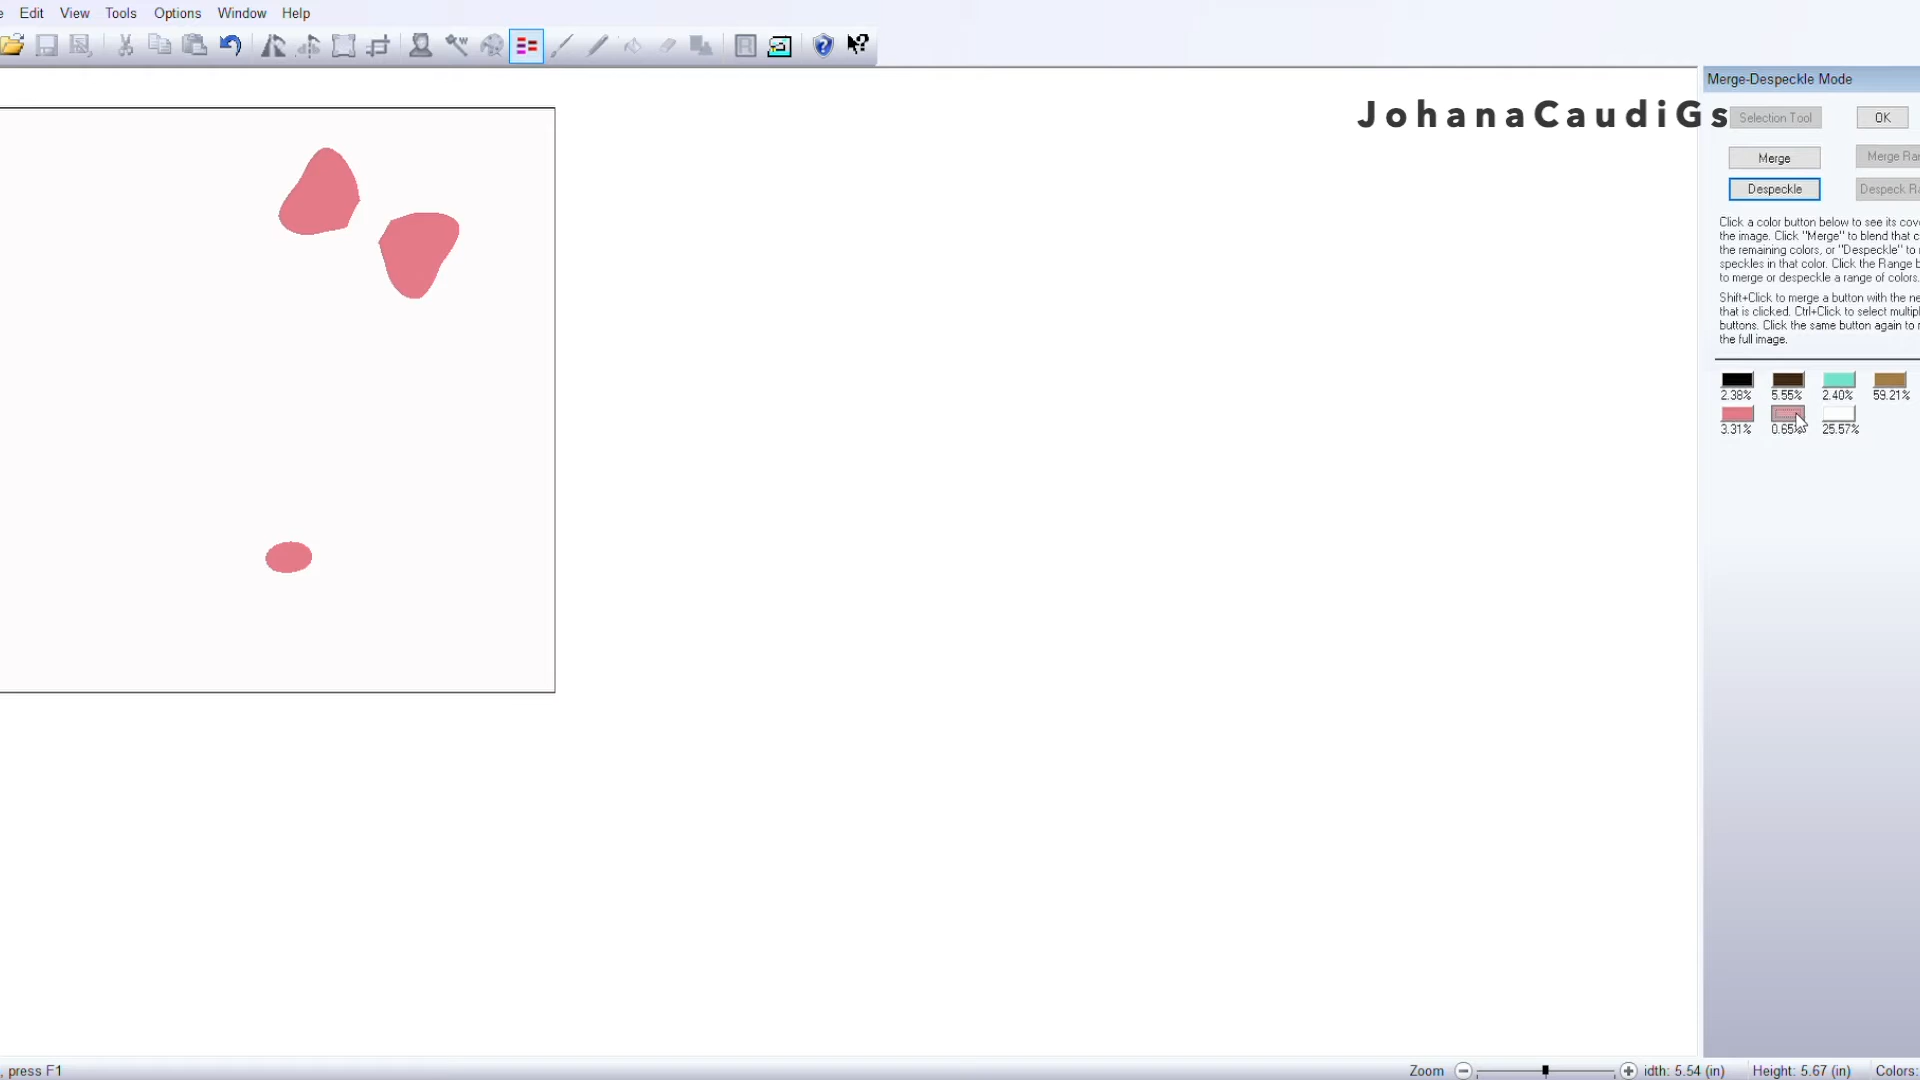 e Edit View Tools Options Window Help
Merge-Despeckle Mode
JohanaCaudiGs
Selection Tool OK
Merge Merge Ra
Despeckle Despeck R
Click a color button below to see its cov
the image. Click "Merge" to blend that c
the remaining colors, or "Despeckle" to
speckles in that color. Click the Range b
to merge or despeckle a range of colors.
Shift+Click to merge a button with the ne
that is clicked. Ctrl+Click to select multip
buttons. Click the same button again to r
the full image.
2.38% 5.55% 2.40% 59.21%
3.31% 0.65% 25.57%
, press F1 Zoom idth: 5.54 (in) Height: 5.67 (in) Colors: